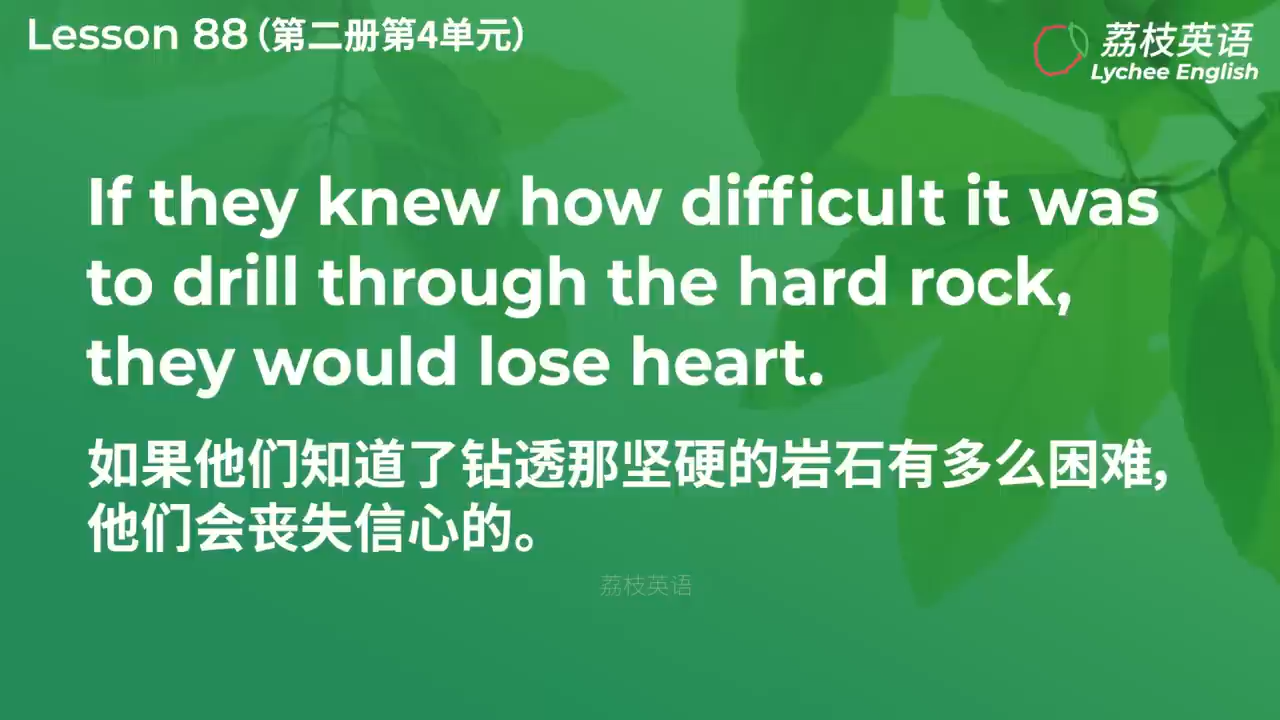 Lesson 88 (第二册第4单元)
荔枝英语
Lychee English
If they knew how difficult it was
to drill through the hard rock,
they would lose heart.
如果他们知道了钻透那坚硬的岩石有多么困难,
他们会丧失信心的。
荔枝英语